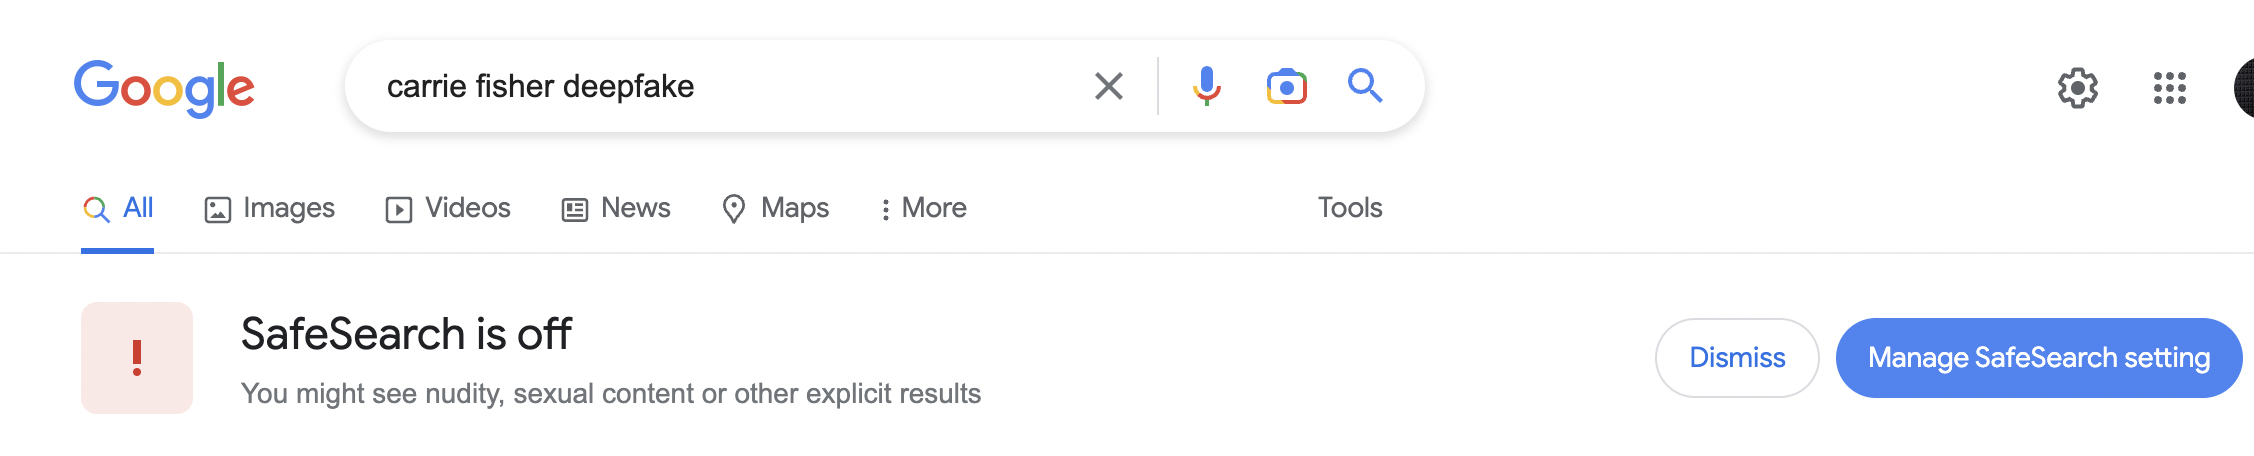 Google
carrie fisher deepfake
All Images Videos News Maps More Tools
SafeSearch is off
You might see nudity, sexual content or other explicit results
Dismiss
Manage SafeSearch setting